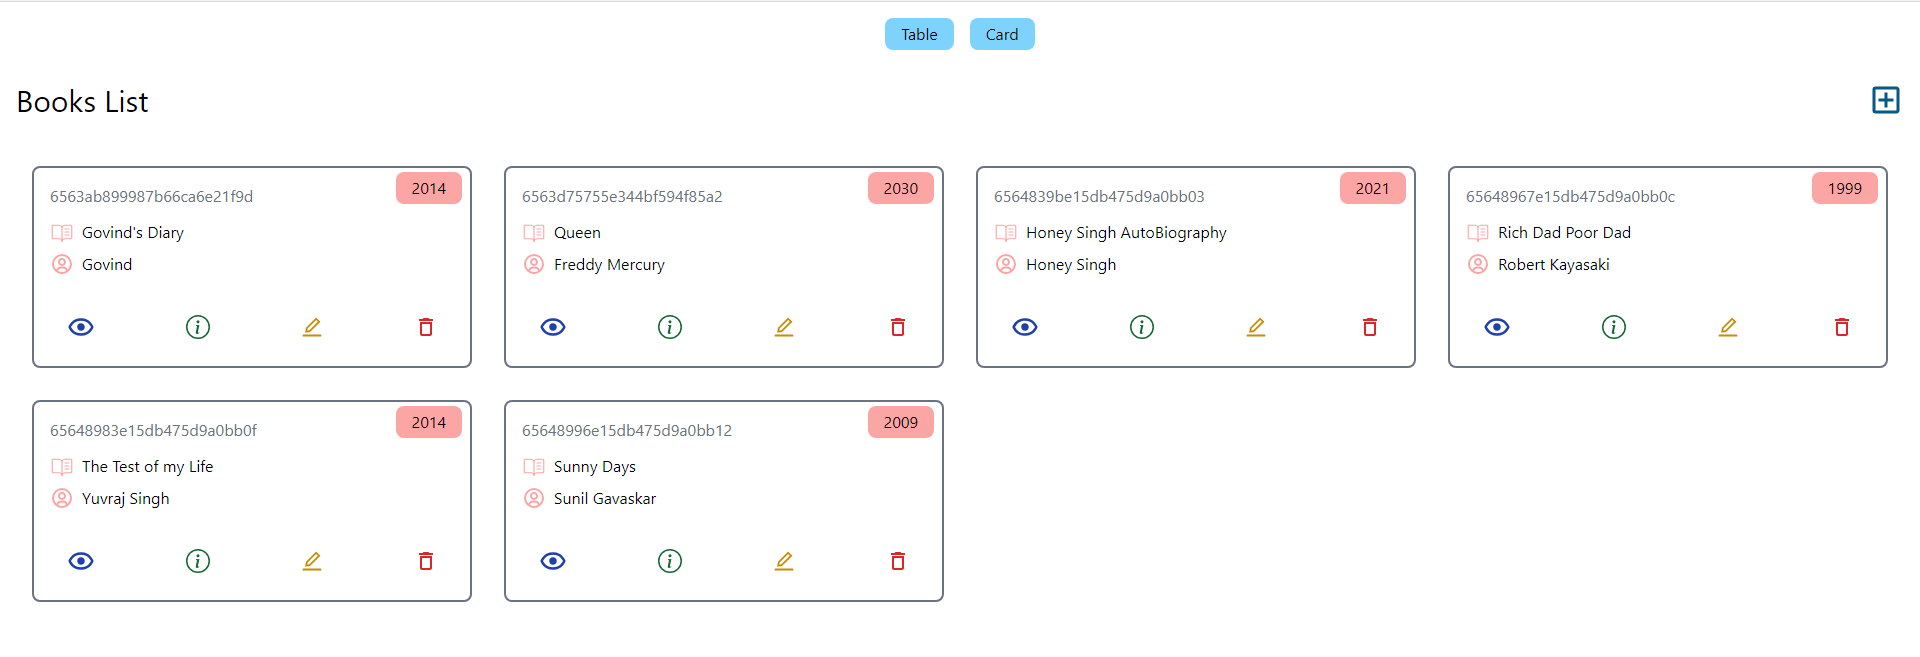 Table Card
Books List
6563ab899987b66ca6e21f9d 2014
Govind's Diary
Govind
6563d75755e344bf594f85a2 2030
Queen
Freddy Mercury
6564839be15db475d9a0bb03 2021
Honey Singh AutoBiography
Honey Singh
65648967e15db475d9a0bb0c 1999
Rich Dad Poor Dad
Robert Kayasaki
65648983e15db475d9a0bb0f 2014
The Test of my Life
Yuvraj Singh
65648996e15db475d9a0bb12 2009
Sunny Days
Sunil Gavaskar